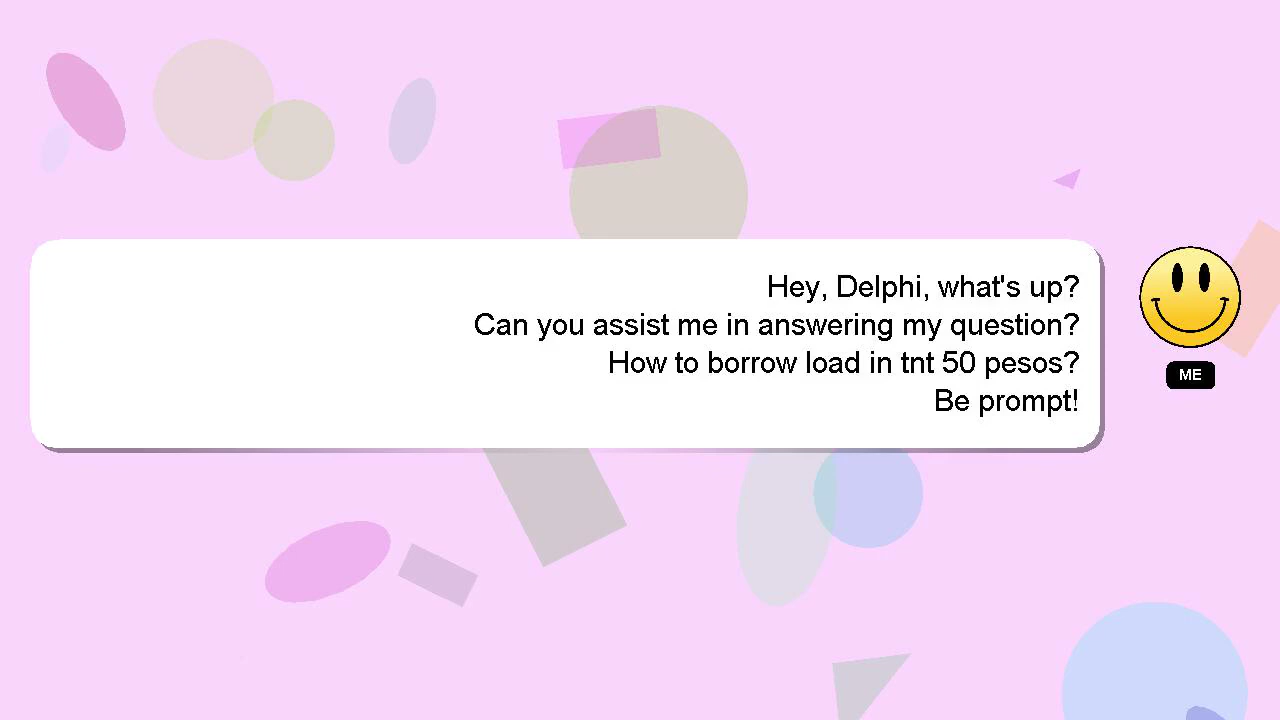 Hey, Delphi, what's up?
Can you assist me in answering my question?
How to borrow load in tnt 50 pesos?
Be prompt!
ME